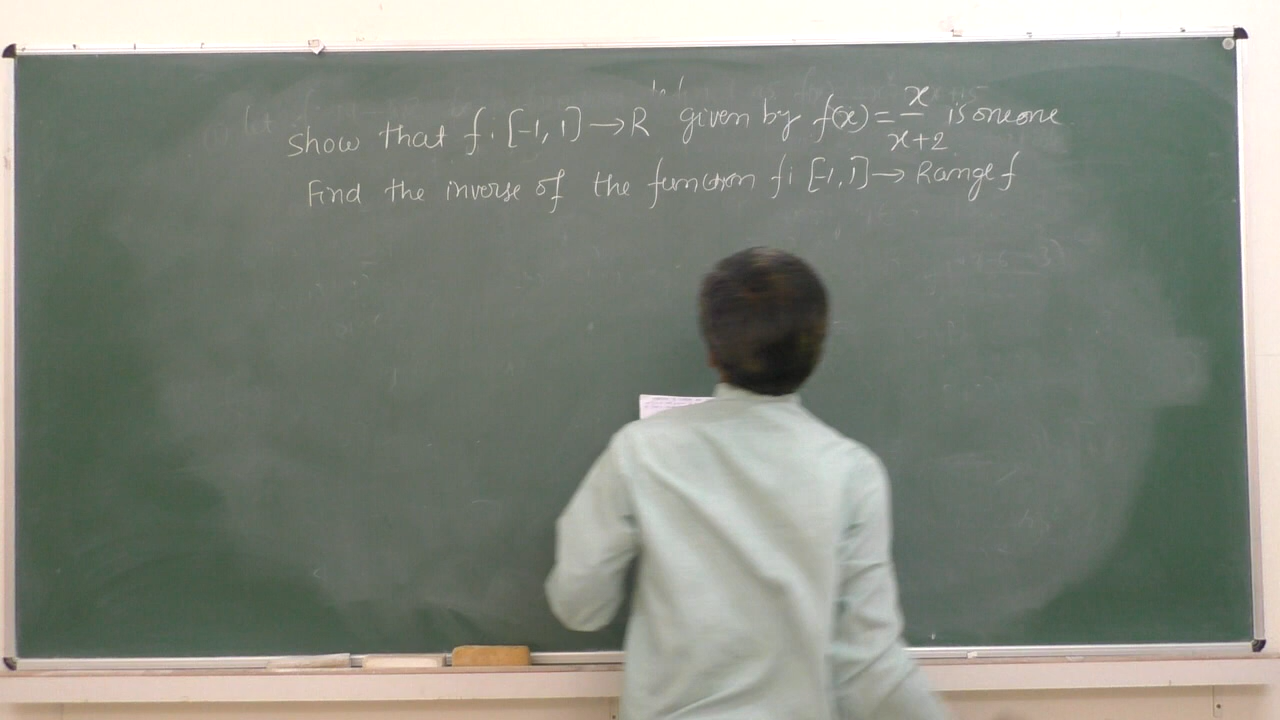 show that f : [-1, 1] → R given by f(x) = x/x+2 is one one
Find the inverse of the function f : [-1, 1] → Range f